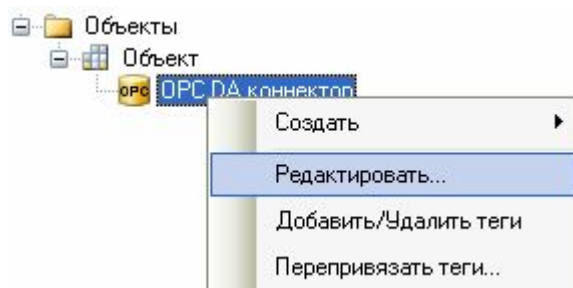 Объекты
Объект
OPC OPC DA коннектор
Создать
Редактировать...
Добавить/Удалить теги
Перепривязать теги...